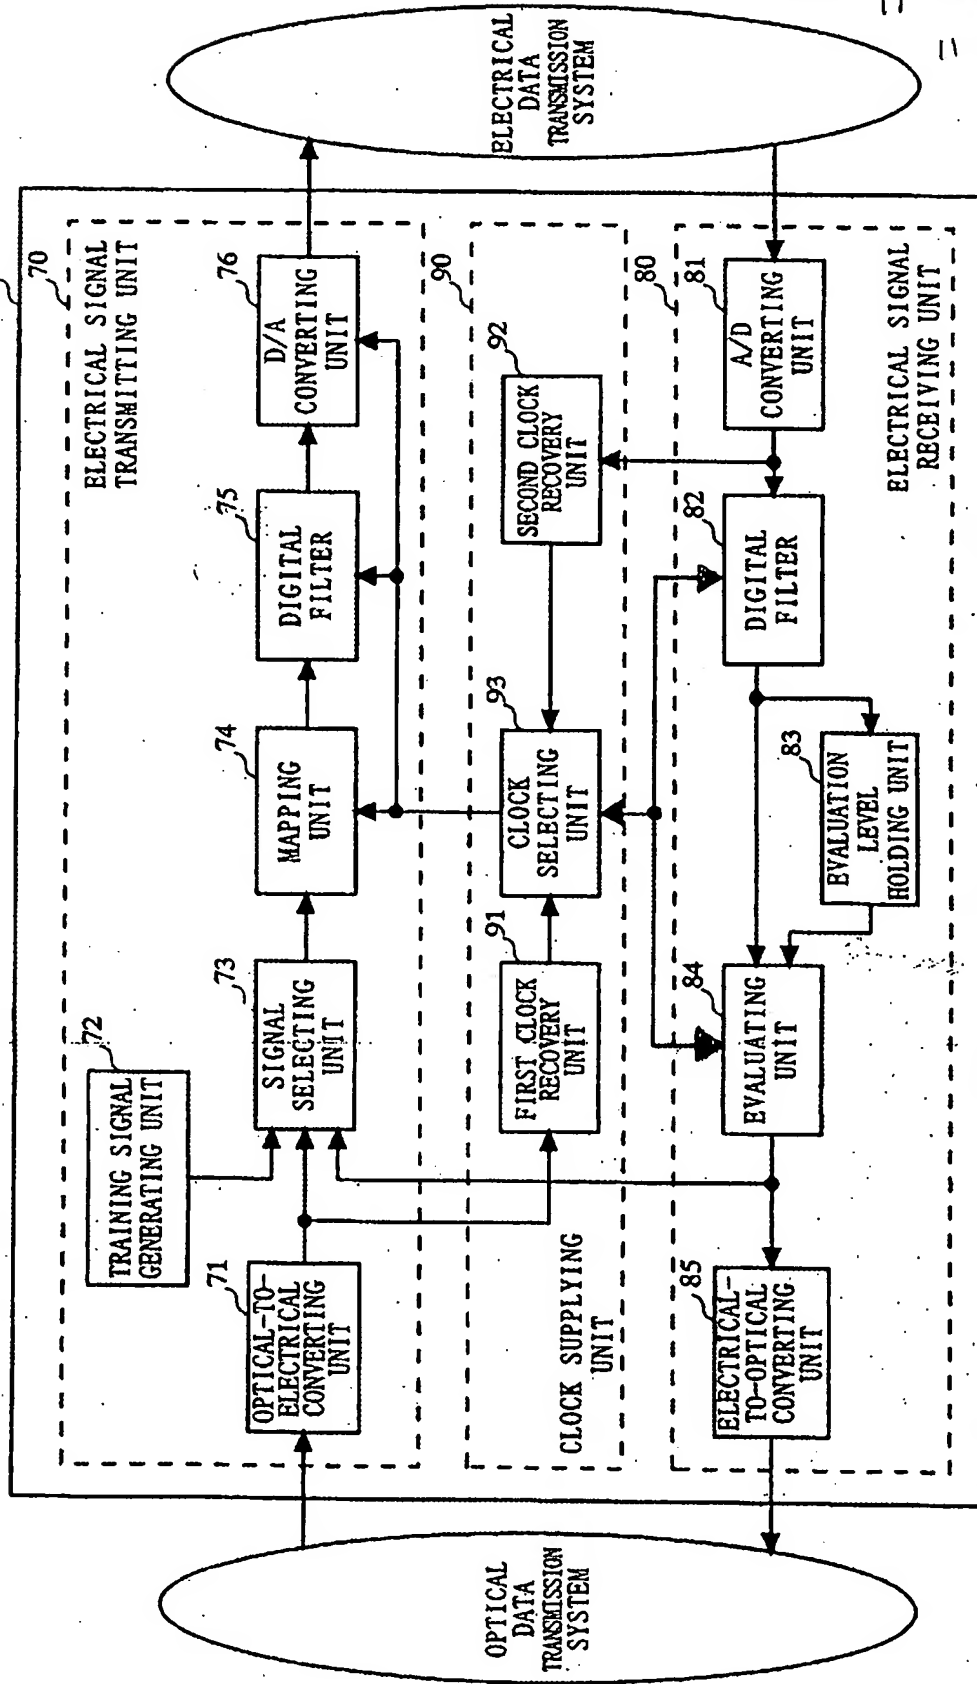 OPTICAL
DATA
TRANSMISSION
SYSTEM
70
ELECTRICAL SIGNAL
TRANSMITTING UNIT
71
OPTICAL-TO-
ELECTRICAL
CONVERTING
UNIT
72
TRAINING SIGNAL
GENERATING UNIT
73
SIGNAL
SELECTING
UNIT
74
MAPPING
UNIT
75
DIGITAL
FILTER
76
D/A
CONVERTING
UNIT
90
CLOCK SUPPLYING
UNIT
91
FIRST CLOCK
RECOVERY
UNIT
93
CLOCK
SELECTING
UNIT
92
SECOND CLOCK
RECOVERY
UNIT
80
ELECTRICAL SIGNAL
RECEIVING UNIT
85
ELECTRICAL-
TO-OPTICAL
CONVERTING
UNIT
84
EVALUATING
UNIT
83
EVALUATION
LEVEL
HOLDING UNIT
82
DIGITAL
FILTER
81
A/D
CONVERTING
UNIT
ELECTRICAL
DATA
TRANSMISSION
SYSTEM